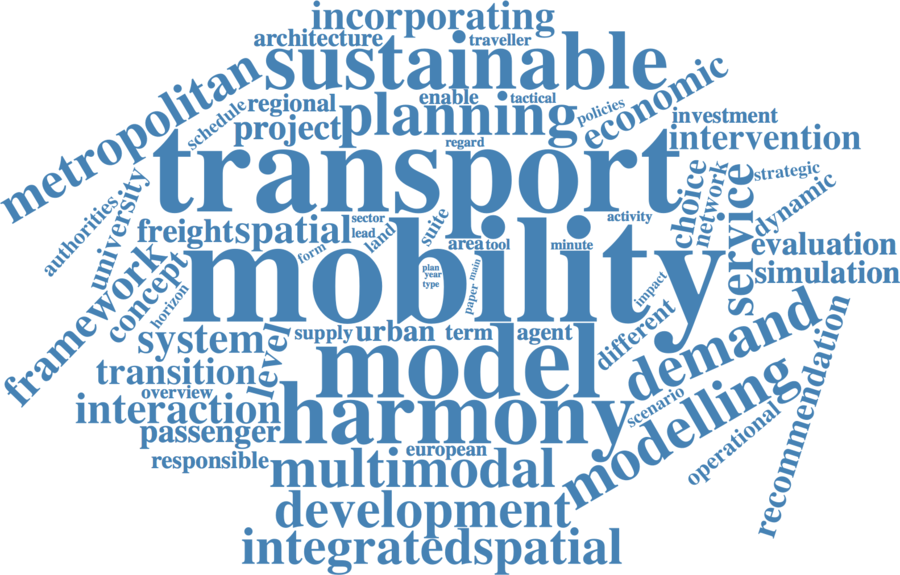 incorporating
architecture
traveller
sustainable
metropolitan
economic
schedule
regional
enable
tactical
planning
policies
project
investment
intervention
regard
transport
choice
network
service
strategic
dynamic
authorities
university
freight
spatial
sector
lead
land
suite
activity
form
area
tool
minute
mobility
evaluation
simulation
framework
concept
horizon
plan
year
type
main
paper
impact
system
level
supply
urban
term
agent
different
demand
model
transition
overview
interaction
harmony
scenario
modelling
operational
recommendation
passenger
european
responsible
multimodal
development
integratedspatial